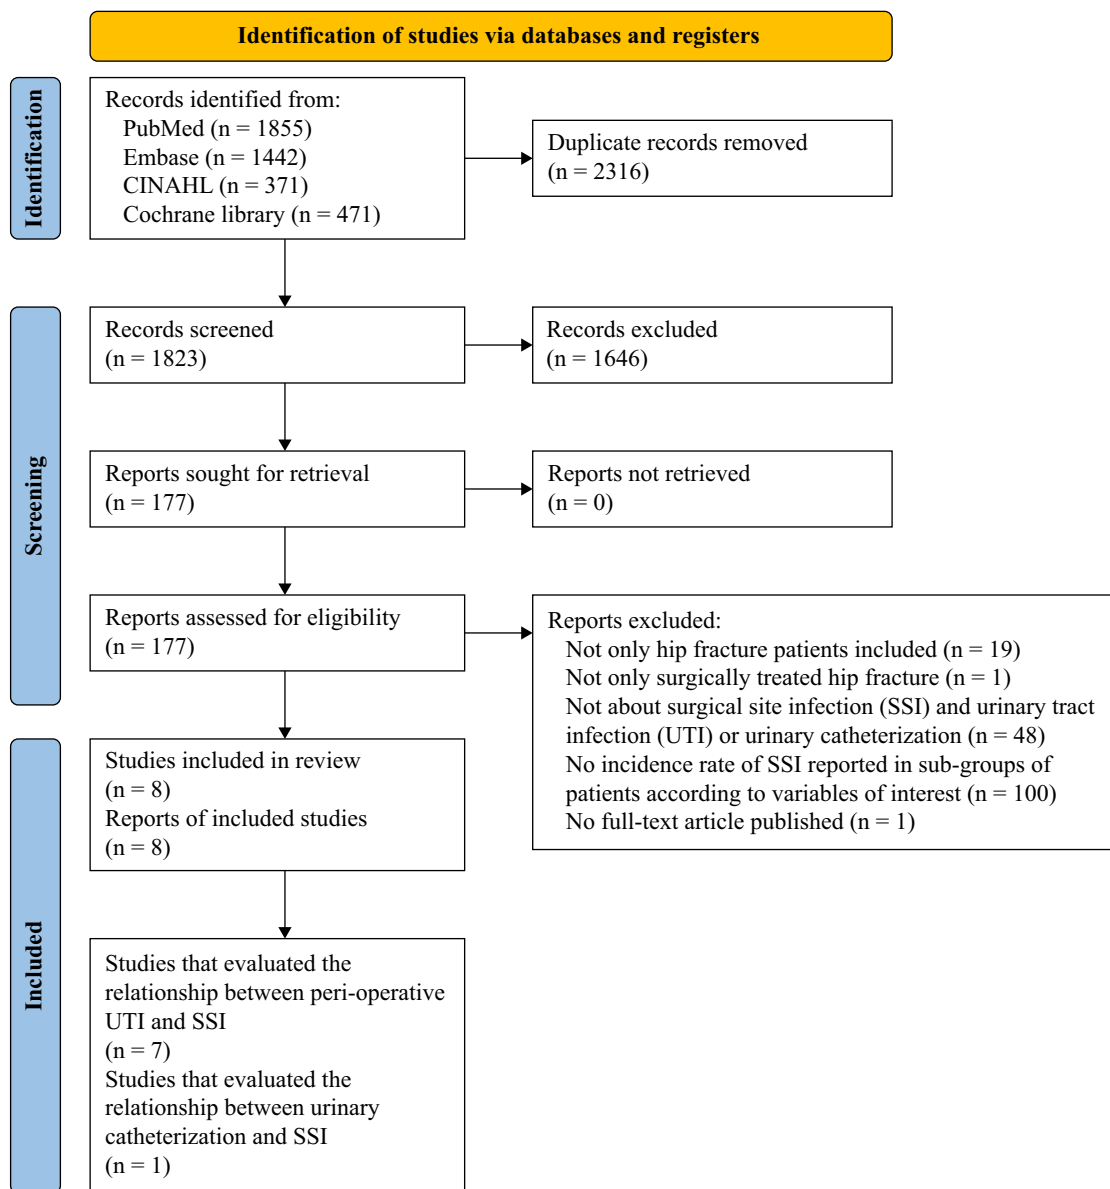 Identification of studies via databases and registers
Identification
Records identified from:
PubMed (n = 1855)
Embase (n = 1442)
CINAHL (n = 371)
Cochrane library (n = 471)
Duplicate records removed
(n = 2316)
Screening
Records screened
(n = 1823)
Records excluded
(n = 1646)
Reports sought for retrieval
(n = 177)
Reports not retrieved
(n = 0)
Reports assessed for eligibility
(n = 177)
Reports excluded:
Not only hip fracture patients included (n = 19)
Not only surgically treated hip fracture (n = 1)
Not about surgical site infection (SSI) and urinary tract
infection (UTI) or urinary catheterization (n = 48)
No incidence rate of SSI reported in sub-groups of
patients according to variables of interest (n = 100)
No full-text article published (n = 1)
Included
Studies included in review
(n = 8)
Reports of included studies
(n = 8)
Studies that evaluated the
relationship between peri-operative
UTI and SSI
(n = 7)
Studies that evaluated the
relationship between urinary
catheterization and SSI
(n = 1)